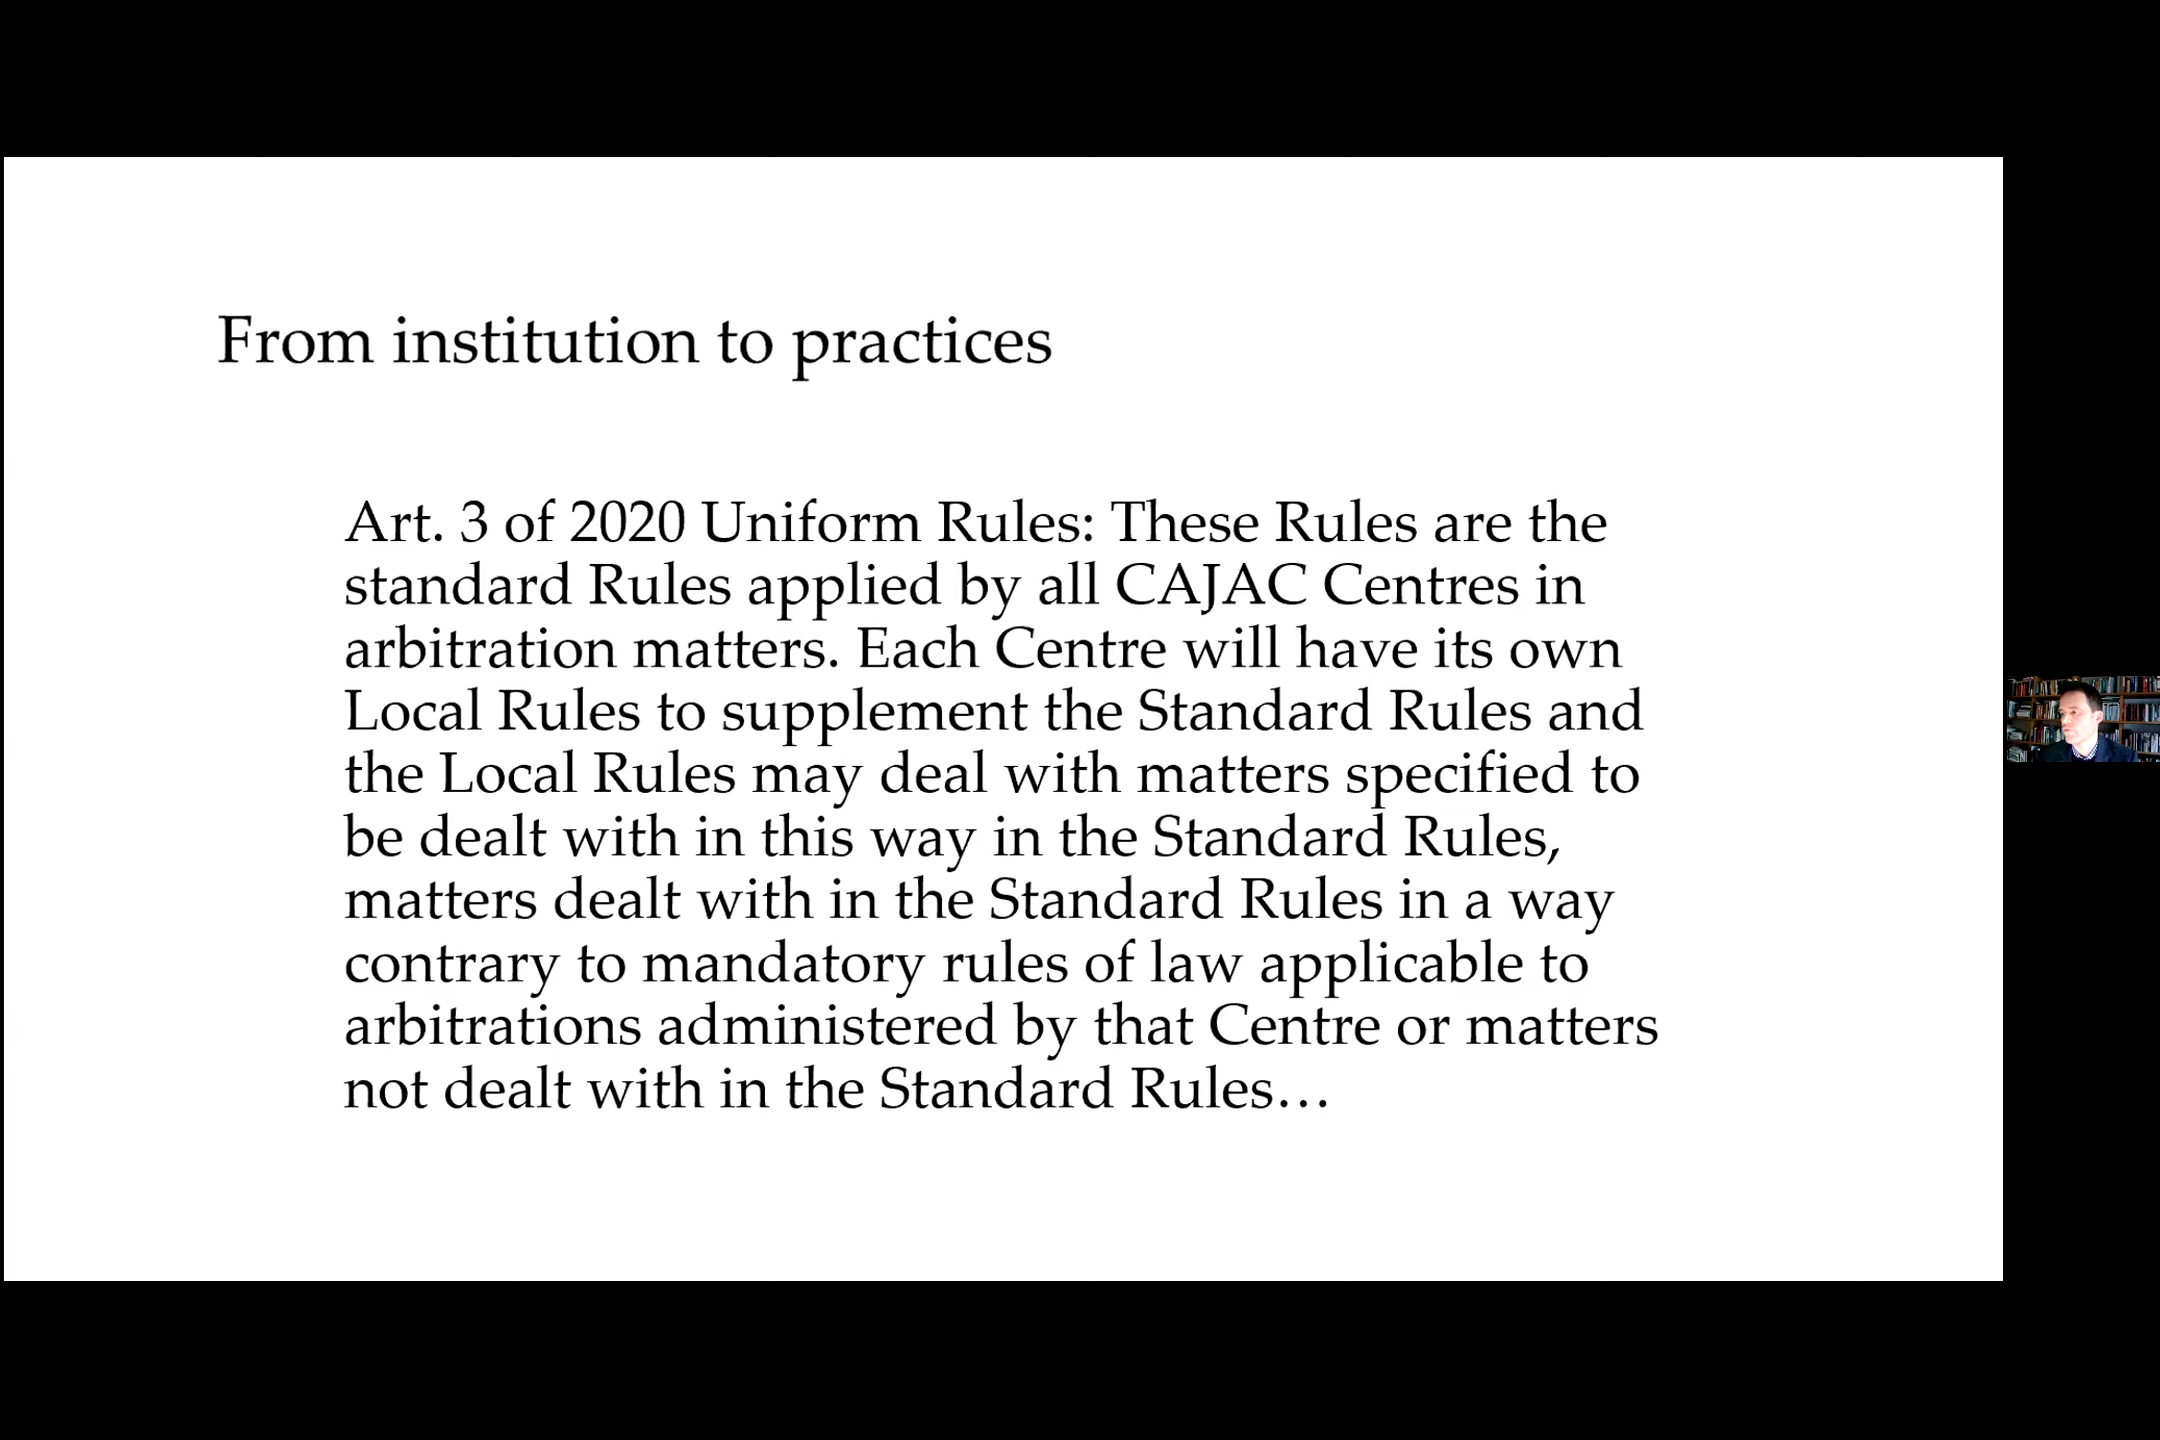 From institution to practices
Art. 3 of 2020 Uniform Rules: These Rules are the
standard Rules applied by all CAJAC Centres in
arbitration matters. Each Centre will have its own
Local Rules to supplement the Standard Rules and
the Local Rules may deal with matters specified to
be dealt with in this way in the Standard Rules,
matters dealt with in the Standard Rules in a way
contrary to mandatory rules of law applicable to
arbitrations administered by that Centre or matters
not dealt with in the Standard Rules…